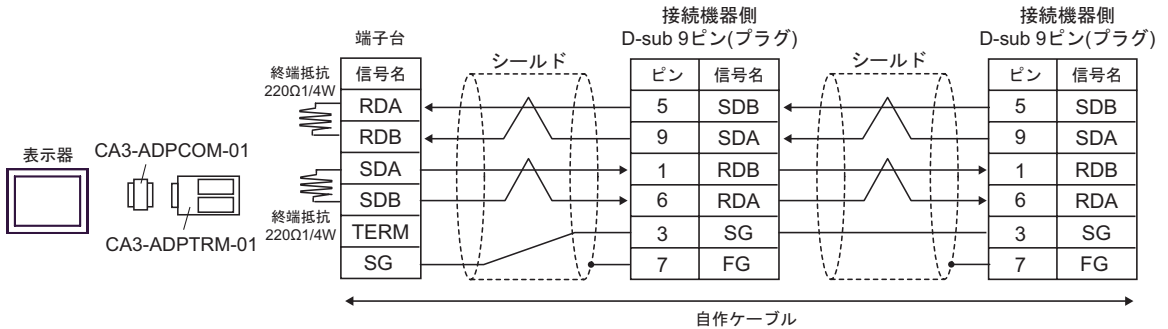 接続機器側
D-sub 9ピン(プラグ)
接続機器側
D-sub 9ピン(プラグ)
端子台
シールド
シールド
終端抵抗
220Ω1/4W
信号名
ピン 信号名
ピン 信号名
RDA
5 SDB
5 SDB
RDB
9 SDA
9 SDA
表示器
CA3-ADPCOM-01
SDA
1 RDB
1 RDB
SDB
6 RDA
6 RDA
終端抵抗
220Ω1/4W
CA3-ADPTRM-01
TERM
3 SG
3 SG
SG
7 FG
7 FG
自作ケーブル